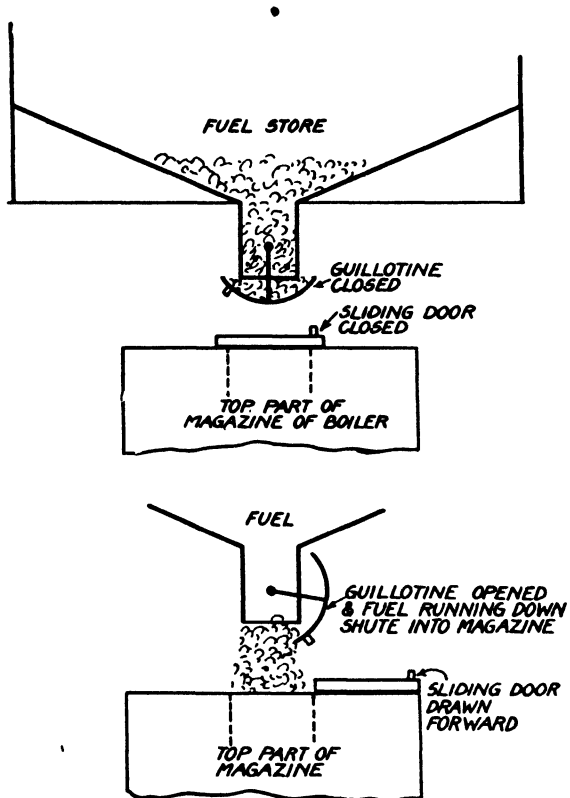 FUEL STORE
GUILLOTINE
CLOSED
SLIDING DOOR
CLOSED
TOP PART OF
MAGAZINE OF BOILER
FUEL
GUILLOTINE OPENED
& FUEL RUNNING DOWN
SHUTE INTO MAGAZINE
SLIDING DOOR
DRAWN
FORWARD
TOP PART OF
MAGAZINE